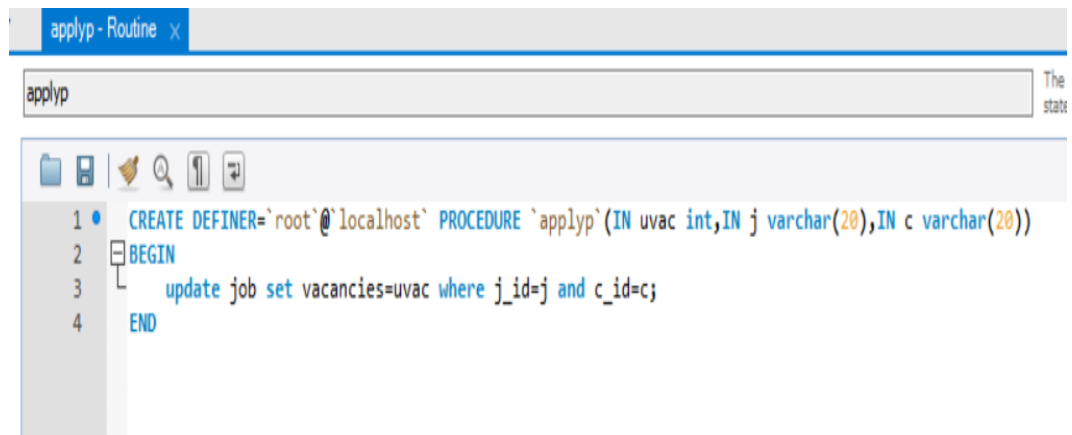 applyp - Routine
applyp
The
state
1 CREATE DEFINER=`root`@`localhost` PROCEDURE `applyp`(IN uvac int,IN j varchar(20),IN c varchar(20))
2 BEGIN
3 update job set vacancies=uvac where j_id=j and c_id=c;
4 END